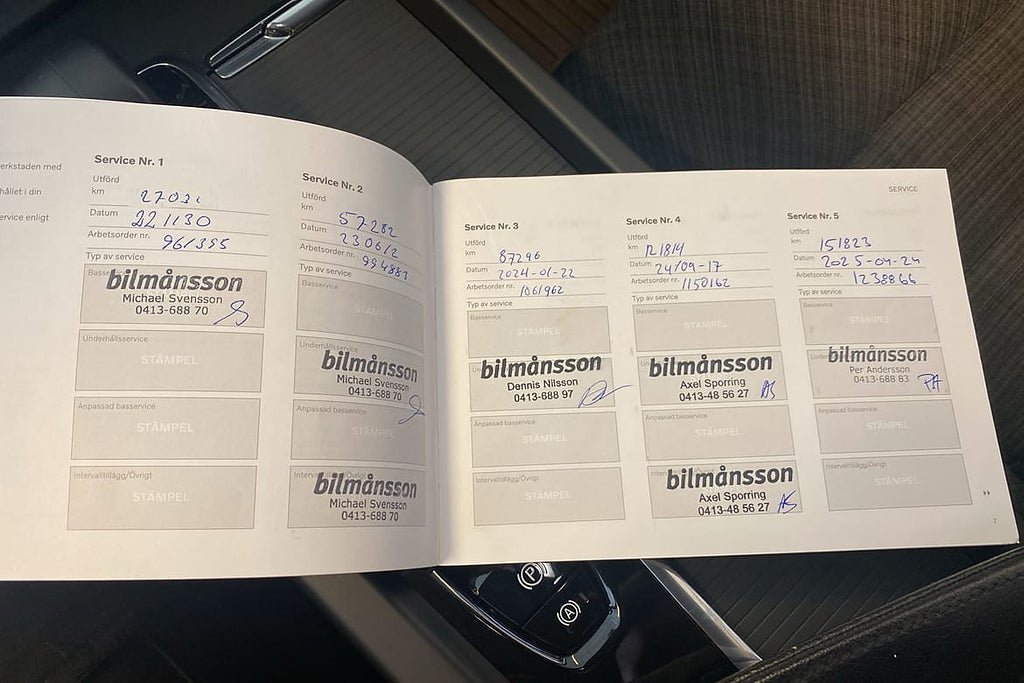 erkstaden med
hållet i din
ervice enligt
Service Nr. 1
Utförd
km 27021
Datum 221130
Arbetsorder nr. 961395
Typ av service
Basse
bilmånsson
Michael Svensson
0413-688 70
Underhållsservice
STÄMPEL
Anpassad basservice
STÄMPEL
Intervalltillägg/Övrigt
STÄMPEL
Service Nr. 2
Utförd
km 57282
Datum 230612
Arbetsorder nr. 994883
Typ av service
Basservice
STÄMPEL
Underhållsservice
bilmånsson
Michael Svensson
0413-688 70
Anpassad basservice
STÄMPEL
Intervalltillägg/Övrigt
bilmånsson
Michael Svensson
0413-688 70
SERVICE
Service Nr. 3
Utförd
km 87296
Datum 2024-01-22
Arbetsorder nr. 1061962
Typ av service
Basservice
STÄMPEL
bilmånsson
Dennis Nilsson
0413-688 97
Anpassad basservice
STÄMPEL
Intervalltillägg/Övrigt
STÄMPEL
Service Nr. 4
Utförd
km 121814
Datum 24/09-17
Arbetsorder nr. 1150162
Typ av service
Basservice
STÄMPEL
bilmånsson
Axel Sporring
0413-48 56 27 AS
Anpassad basservice
STÄMPEL
bilmånsson
Axel Sporring
0413-48 56 27 AS
Service Nr. 5
Utförd
km 151823
Datum 2025-04-24
Arbetsorder nr. 1238866
Typ av service
Basservice
STÄMPEL
bilmånsson
Per Andersson
0413-688 83 PA
Anpassad basservice
STÄMPEL
Intervalltillägg/Övrigt
STÄMPEL
7
P
A